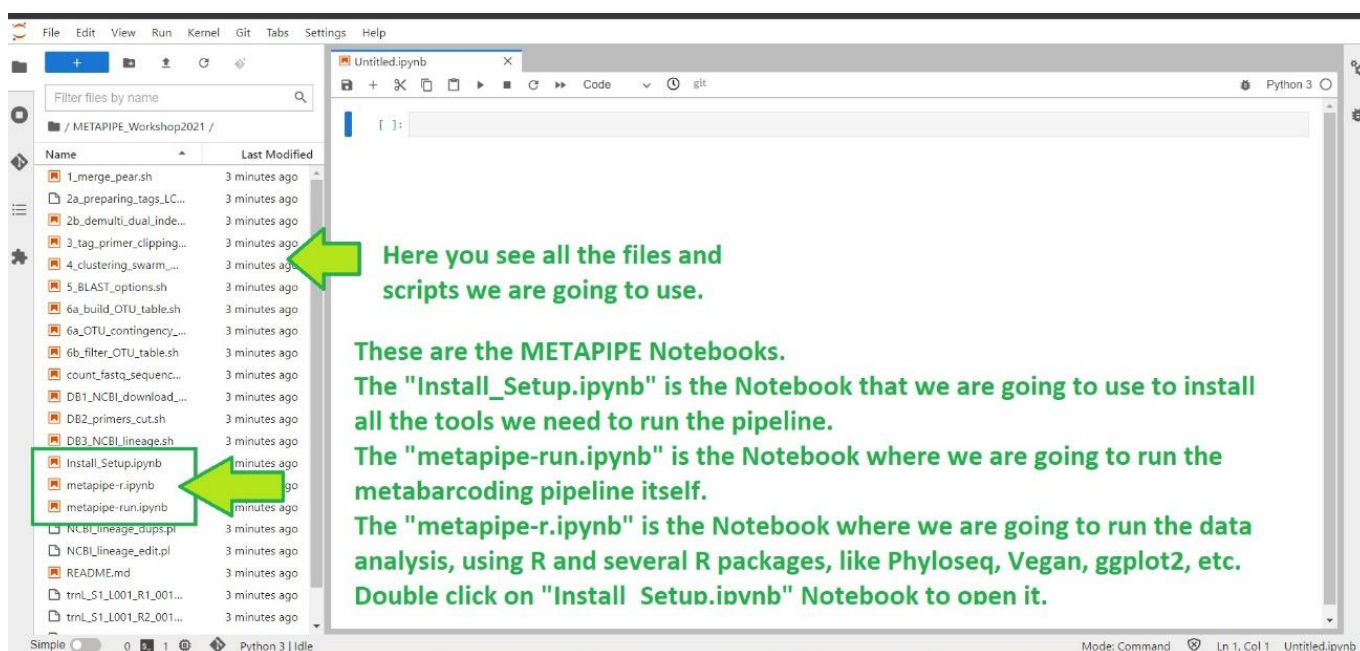 File Edit View Run Kernel Git Tabs Settings Help
Untitled.ipynb
Code
git
Python 3
Filter files by name
/ METAPIPE_Workshop2021 /
[ ]:
Name Last Modified
1_merge_pear.sh 3 minutes ago
2a_preparing_tags_LC... 3 minutes ago
2b_demulti_dual_inde... 3 minutes ago
3_tag_primer_clipping... 3 minutes ago
4_clustering_swarm_... 3 minutes ago
5_BLAST_options.sh 3 minutes ago
6a_build_OTU_table.sh 3 minutes ago
6a_OTU_contingency_... 3 minutes ago
6b_filter_OTU_table.sh 3 minutes ago
count_fastq_sequenc... 3 minutes ago
DB1_NCBI_download_... 3 minutes ago
DB2_primers_cut.sh 3 minutes ago
DB3_NCBI_lineage.sh 3 minutes ago
Install_Setup.ipynb minutes ago
metapipe-r.ipynb ago
metapipe-run.ipynb minutes ago
NCBI_lineage_dups.pl 3 minutes ago
NCBI_lineage_edit.pl 3 minutes ago
README.md 3 minutes ago
trnL_S1_L001_R1_001... 3 minutes ago
trnL_S1_L001_R2_001... 3 minutes ago
Here you see all the files and
scripts we are going to use.
These are the METAPIPE Notebooks.
The "Install_Setup.ipynb" is the Notebook that we are going to use to install
all the tools we need to run the pipeline.
The "metapipe-run.ipynb" is the Notebook where we are going to run the
metabarcoding pipeline itself.
The "metapipe-r.ipynb" is the Notebook where we are going to run the data
analysis, using R and several R packages, like Phyloseq, Vegan, ggplot2, etc.
Double click on "Install_Setup.ipynb" Notebook to open it.
Simple 0 1 Python 3 | Idle
Mode: Command Ln 1, Col 1 Untitled.ipynb